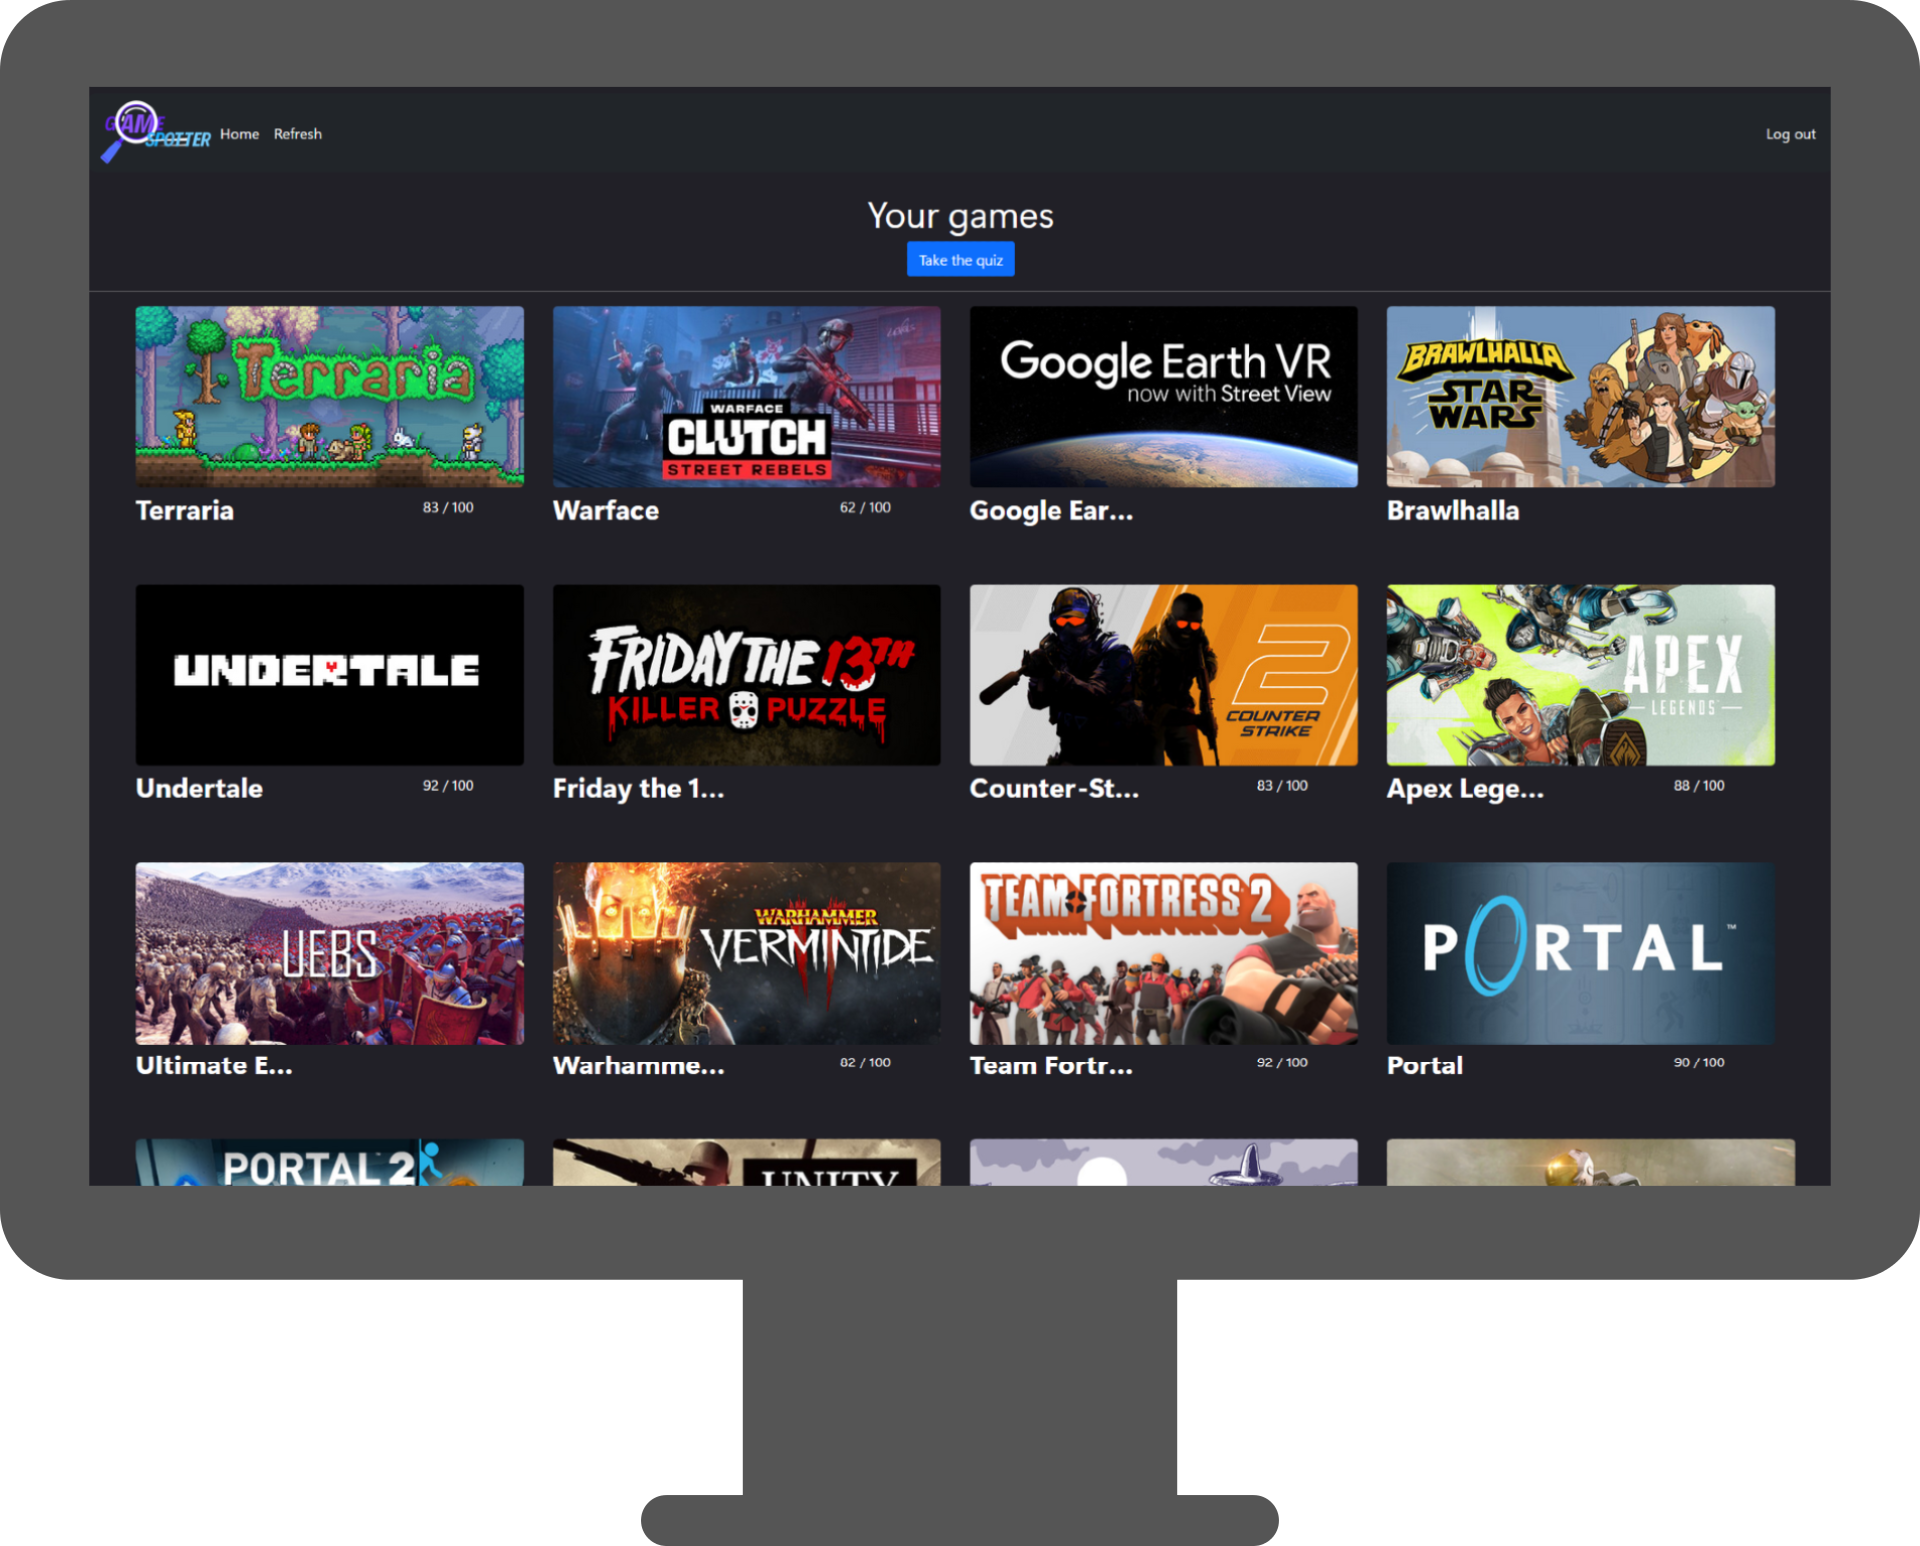 GAME
SPOTTER
Home Refresh Log out
Your games
Take the quiz
Terraria
WARFACE
CLUTCH
STREET REBELS
Google Earth VR
now with Street View
BRAWLHALLA
STAR
WARS
Terraria 83 / 100
Warface 62 / 100
Google Ear...
Brawlhalla
UNDERTALE
FRIDAY THE 13TH
KILLER PUZZLE
2
COUNTER
STRIKE
APEX
LEGENDS
Undertale 92 / 100
Friday the 1...
Counter-St... 83 / 100
Apex Lege... 88 / 100
UEBS
WARHAMMER
VERMINTIDE
TEAM FORTRESS 2
PORTAL™
Ultimate E...
Warhamme... 82 / 100
Team Fortr... 92 / 100
Portal 90 / 100
PORTAL 2
UNITY